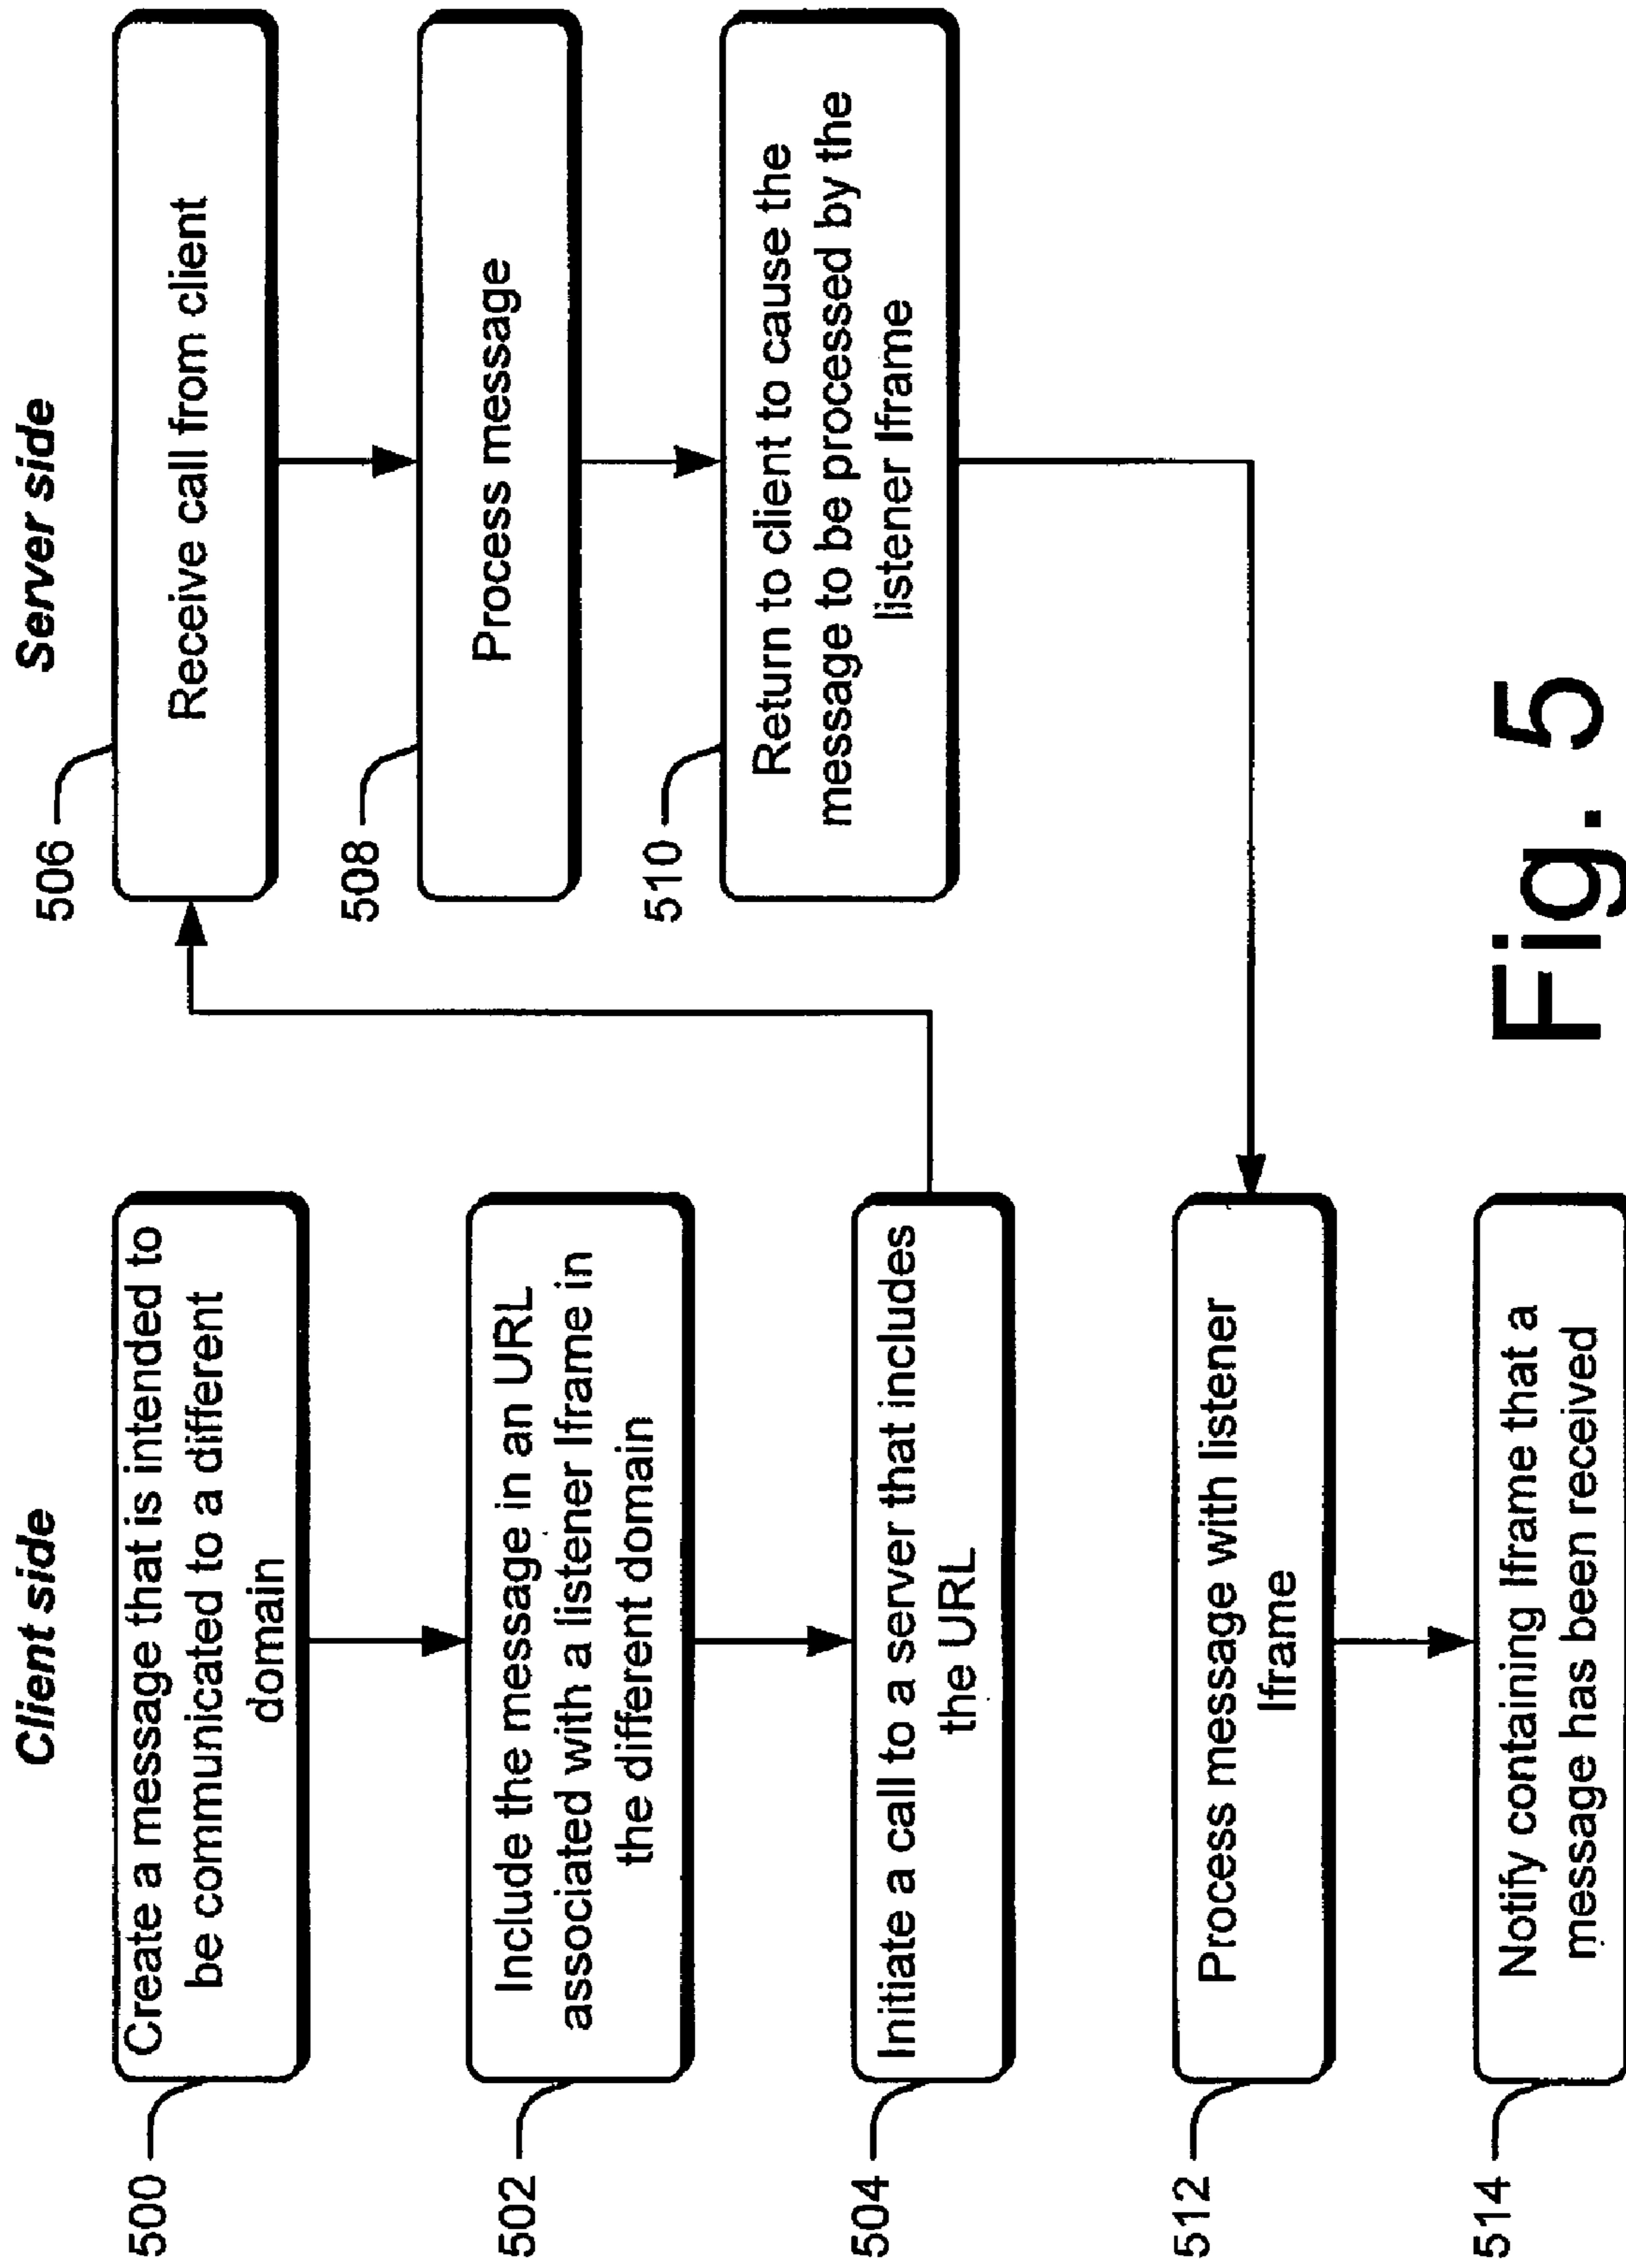 Client side
500
Create a message that is intended to
be communicated to a different
domain
502
Include the message in an URL
associated with a listener Iframe in
the different domain
504
Initiate a call to a server that includes
the URL
Server side
506
Receive call from client
508
Process message
510
Return to client to cause the
message to be processed by the
listener Iframe
512
Process message with listener
Iframe
514
Notify containing Iframe that a
message has been received
Fig. 5